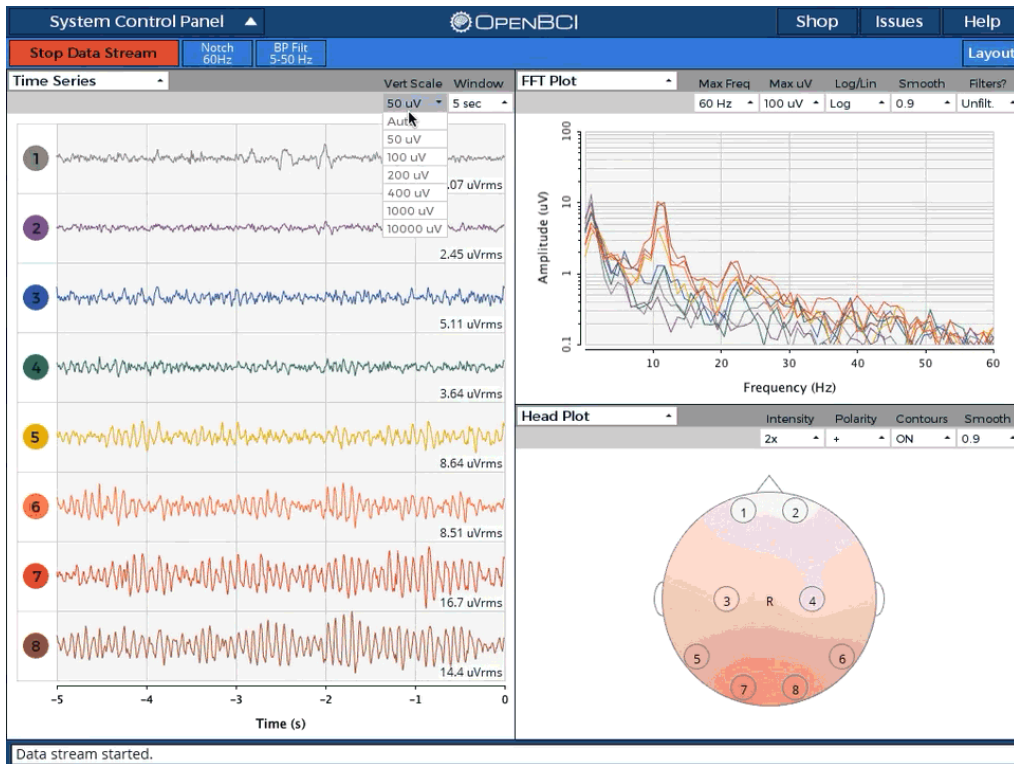 System Control Panel
OPENBCI
Shop
Issues
Help
Stop Data Stream
Notch
60Hz
BP Filt
5-50 Hz
Layout
Time Series
Vert Scale
Window
50 uV
5 sec
Auto
50 uV
100 uV
200 uV
400 uV
1000 uV
10000 uV
1
.07 uVrms
2
2.45 uVrms
3
5.11 uVrms
4
3.64 uVrms
5
8.64 uVrms
6
8.51 uVrms
7
16.7 uVrms
8
14.4 uVrms
-5
-4
-3
-2
-1
0
Time (s)
FFT Plot
Max Freq
Max uV
Log/Lin
Smooth
Filters?
60 Hz
100 uV
Log
0.9
Unfilt.
100
10
1
0.1
Amplitude (uV)
10
20
30
40
50
60
Frequency (Hz)
Head Plot
Intensity
Polarity
Contours
Smooth
2x
+
ON
0.9
1
2
3
R
4
5
6
7
8
Data stream started.